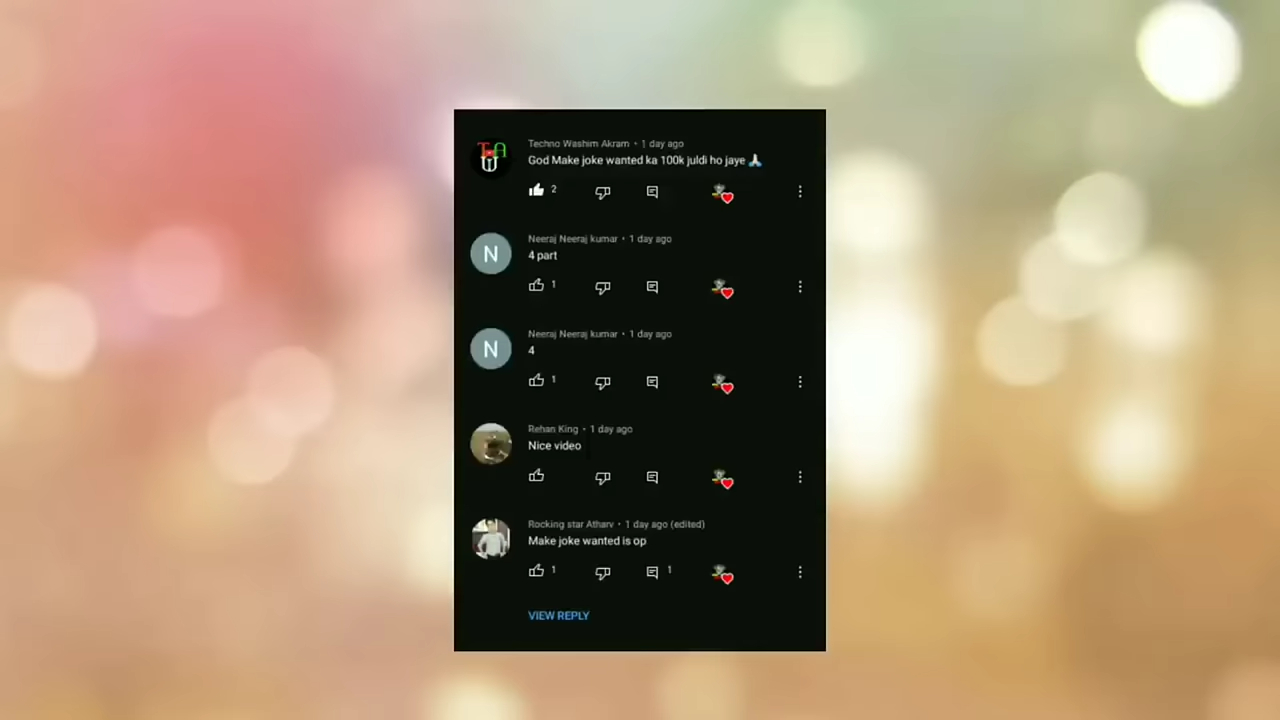 TWA
Techno Washim Akram • 1 day ago
God Make joke wanted ka 100k juldi ho jaye 🙏
2
N
Neeraj Neeraj kumar • 1 day ago
4 part
1
N
Neeraj Neeraj kumar • 1 day ago
4
1
Rehan King • 1 day ago
Nice video
Rocking star Atharv • 1 day ago (edited)
Make joke wanted is op
1 1
VIEW REPLY